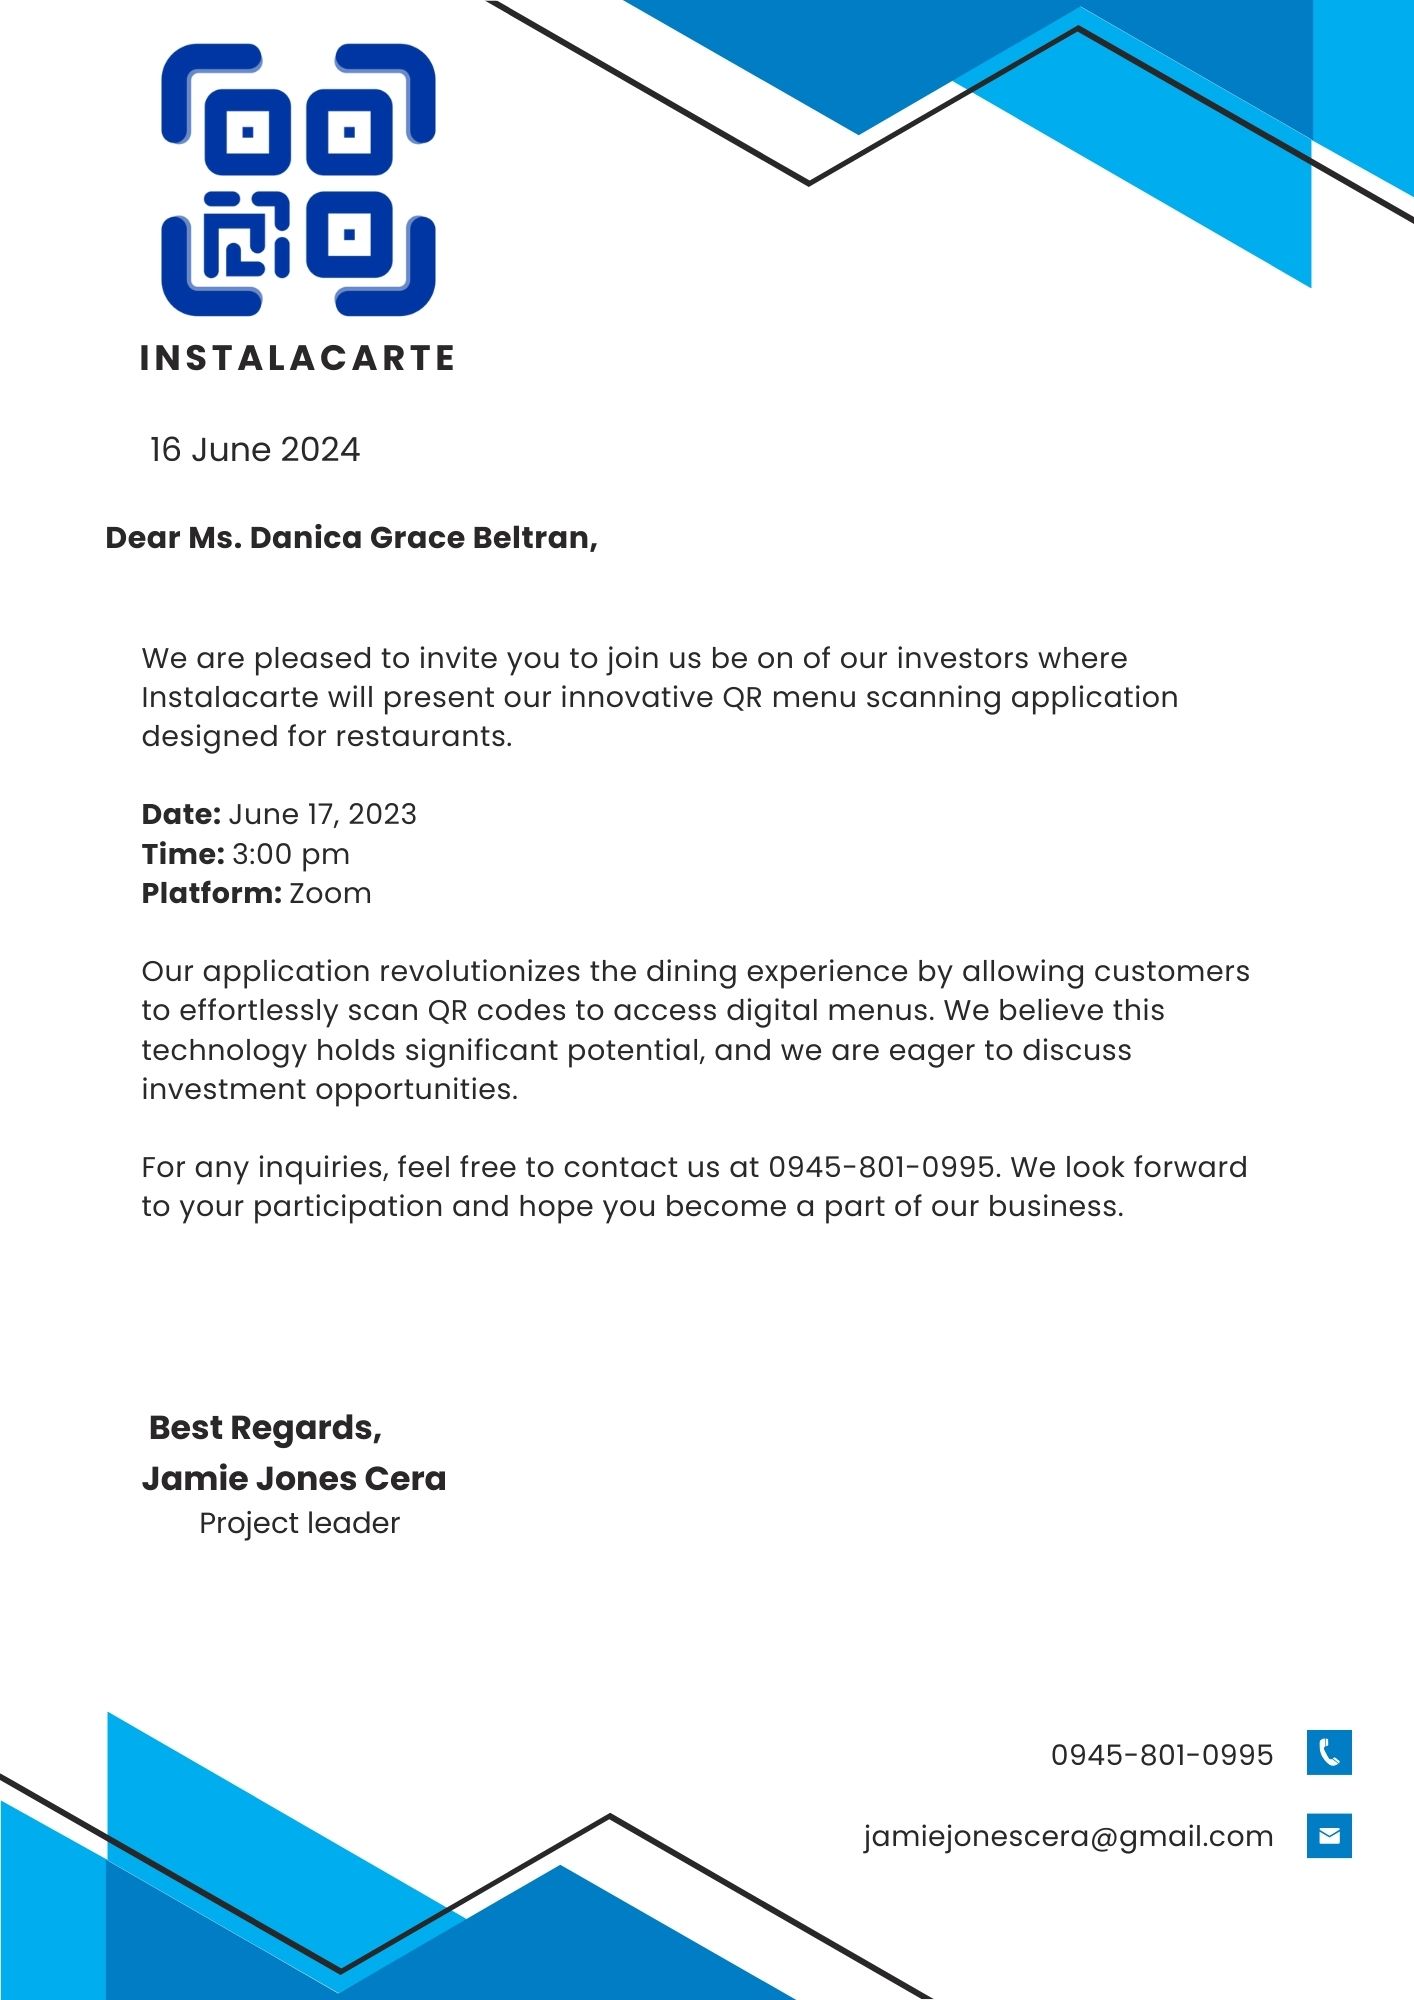 INSTALACARTE
16 June 2024
Dear Ms. Danica Grace Beltran,
We are pleased to invite you to join us be on of our investors where
Instalacarte will present our innovative QR menu scanning application
designed for restaurants.
Date: June 17, 2023
Time: 3:00 pm
Platform: Zoom
Our application revolutionizes the dining experience by allowing customers
to effortlessly scan QR codes to access digital menus. We believe this
technology holds significant potential, and we are eager to discuss
investment opportunities.
For any inquiries, feel free to contact us at 0945-801-0995. We look forward
to your participation and hope you become a part of our business.
Best Regards,
Jamie Jones Cera
Project leader
0945-801-0995
jamiejonescera@gmail.com